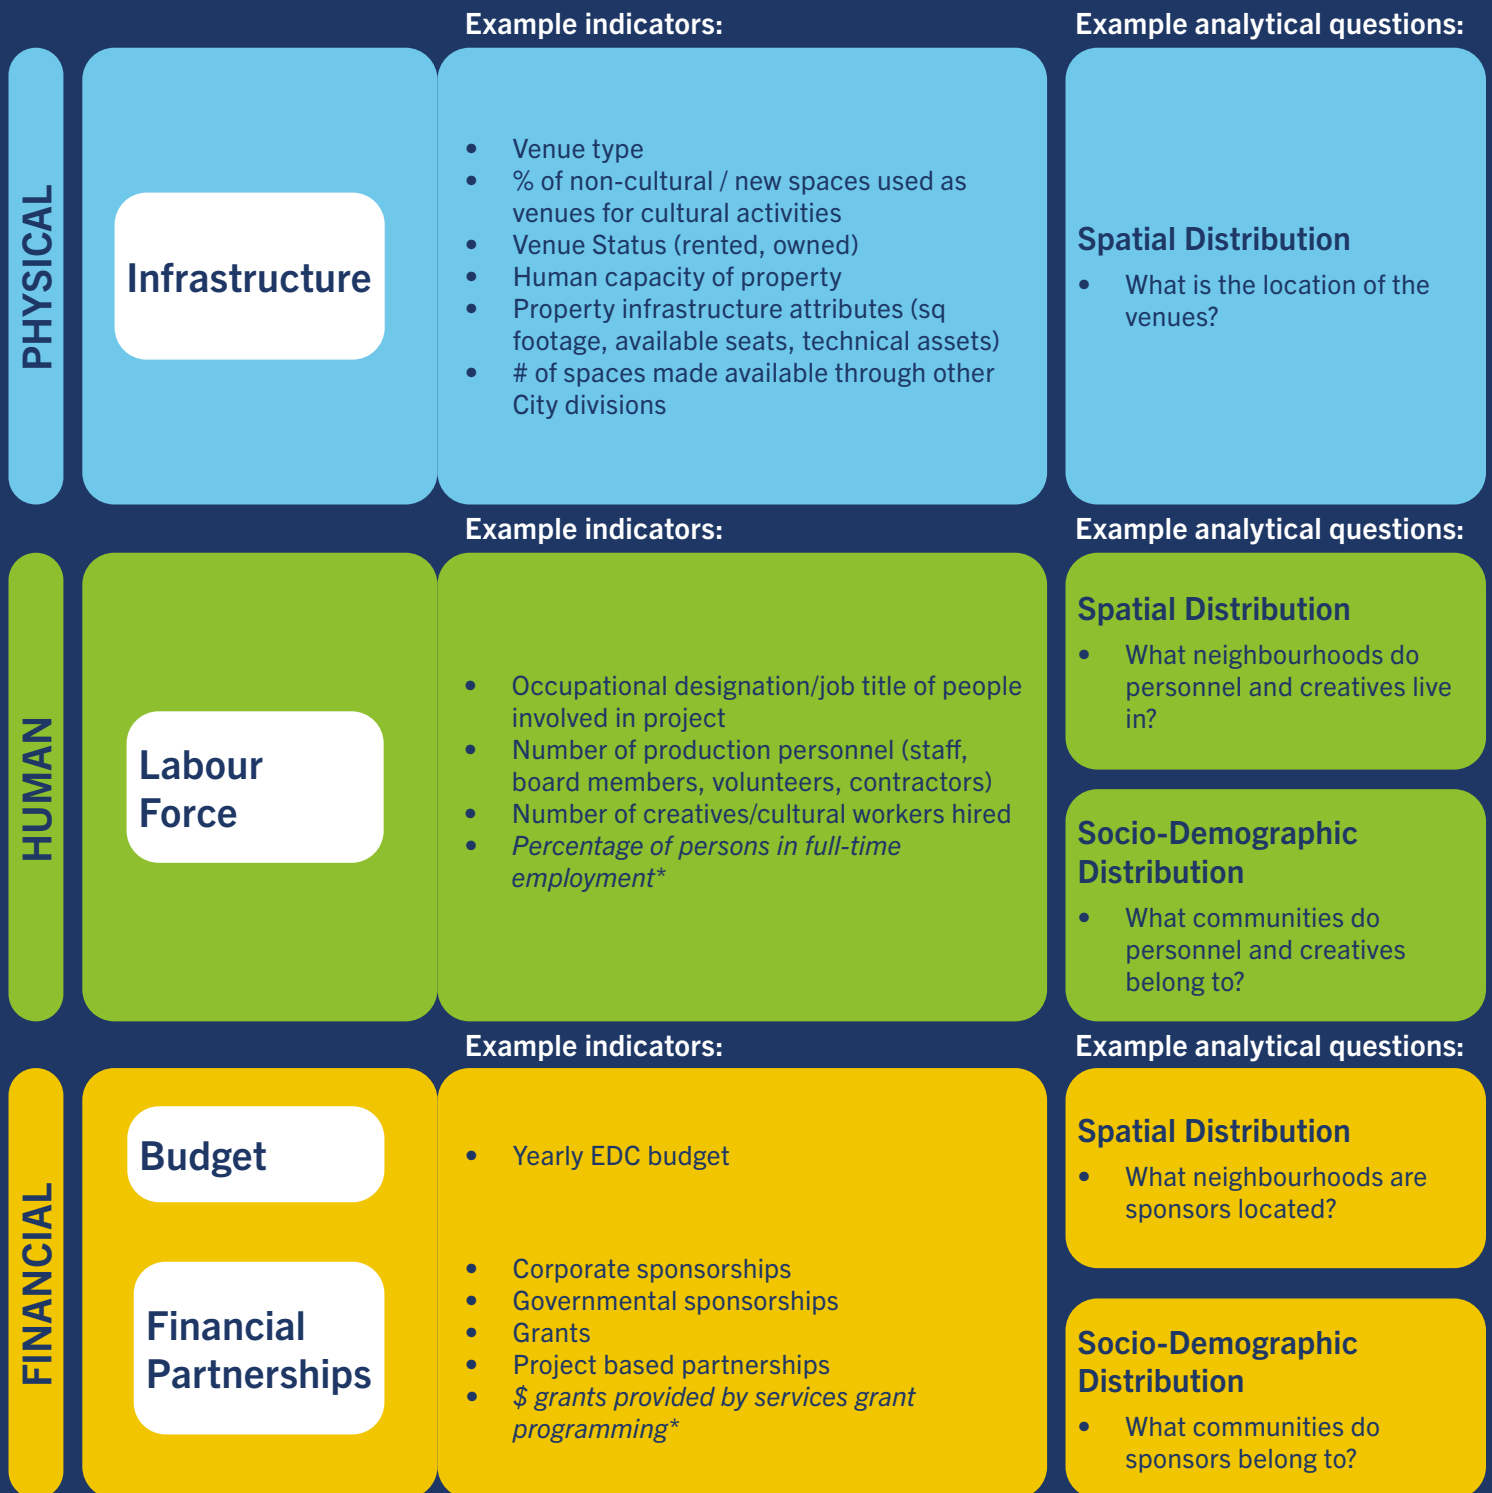 Example indicators:
Example analytical questions:
PHYSICAL
Infrastructure
• Venue type
• % of non-cultural / new spaces used as
venues for cultural activities
• Venue Status (rented, owned)
• Human capacity of property
• Property infrastructure attributes (sq
footage, available seats, technical assets)
• # of spaces made available through other
City divisions
Spatial Distribution
• What is the location of the
venues?
Example indicators:
Example analytical questions:
HUMAN
Labour
Force
• Occupational designation/job title of people
involved in project
• Number of production personnel (staff,
board members, volunteers, contractors)
• Number of creatives/cultural workers hired
• Percentage of persons in full-time
employment*
Spatial Distribution
• What neighbourhoods do
personnel and creatives live
in?
Socio-Demographic
Distribution
• What communities do
personnel and creatives
belong to?
Example indicators:
Example analytical questions:
FINANCIAL
Budget
• Yearly EDC budget
Financial
Partnerships
• Corporate sponsorships
• Governmental sponsorships
• Grants
• Project based partnerships
• $ grants provided by services grant
programming*
Spatial Distribution
• What neighbourhoods are
sponsors located?
Socio-Demographic
Distribution
• What communities do
sponsors belong to?